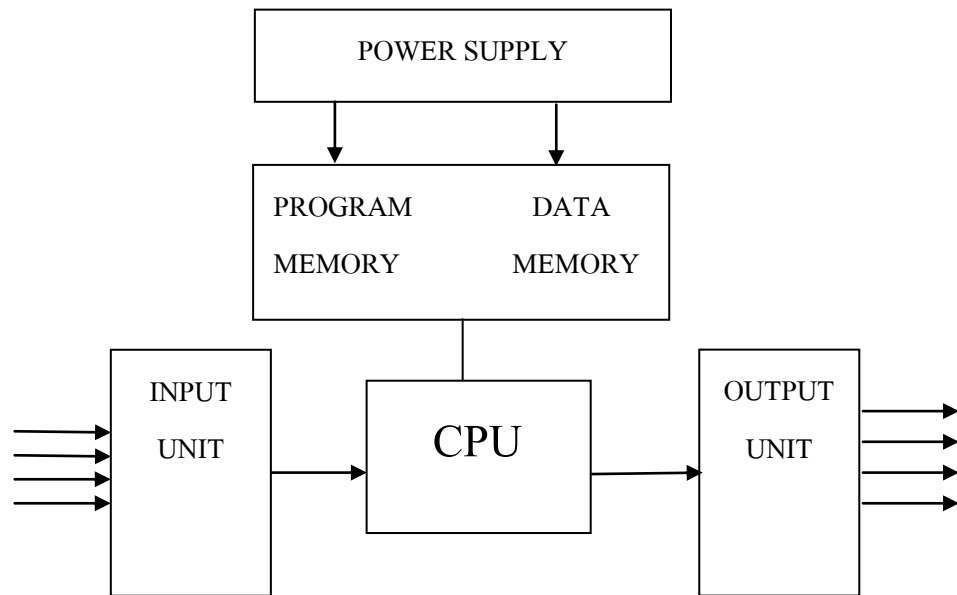 POWER SUPPLY
PROGRAM DATA
MEMORY MEMORY
INPUT
UNIT
CPU
OUTPUT
UNIT